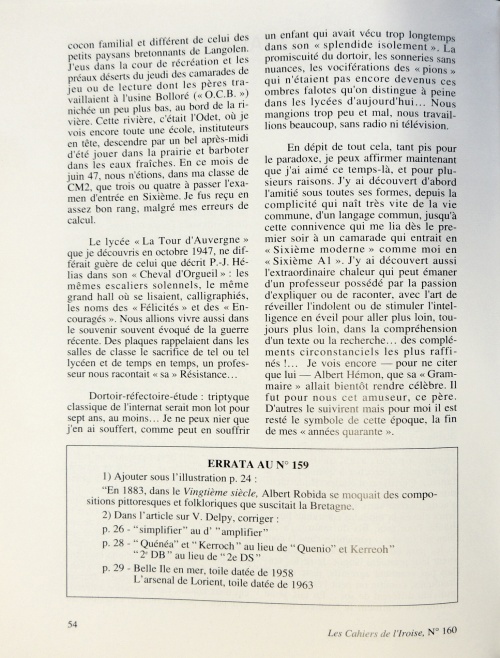 cocon familial et différent de celui des
petits paysans bretonnants de Langolen.
J'eus dans la cour de récréation et les
préaux déserts du jeudi des camarades de
jeu ou de lecture dont les pères tra-
vaillaient à l'usine Bolloré (« O.C.B. »)
nichée un peu plus bas, au bord de la ri-
vière. Cette rivière, c'était l'Odet, où je
vois encore toute une école, instituteurs
en tête, descendre par un bel après-midi
d'été jouer dans la prairie et barboter
dans les eaux fraîches. En ce mois de
juin 47, nous n'étions, dans ma classe de
CM2, que trois ou quatre à passer l'exa-
men d'entrée en Sixième. Je fus reçu en
assez bon rang, malgré mes erreurs de
calcul.
Le lycée « La Tour d'Auvergne »
que je découvris en octobre 1947, ne dif-
férait guère de celui que décrit P.-J. Hé-
lias dans son « Cheval d'Orgueil » : les
mêmes escaliers solennels, le même
grand hall où se lisaient, calligraphiés,
les noms des « Félicités » et des « En-
couragés ». Nous allions vivre aussi dans
le souvenir souvent évoqué de la guerre
récente. Des plaques rappelaient dans les
salles de classe le sacrifice de tel ou tel
lycéen et de temps en temps, un profes-
seur nous racontait « sa » Résistance...
Dortoir-réfectoire-étude : triptyque
classique de l'internat serait mon lot pour
sept ans, au moins... Je ne peux nier que
j'en ai souffert, comme peut en souffrir
un enfant qui avait vécu trop longtemps
dans son « splendide isolement ». La
promiscuité du dortoir, les sonneries sans
nuances, les vociférations des « pions »
qui n'étaient pas encore devenus ces
ombres falotes qu'on distingue à peine
dans les lycées d'aujourd'hui... Nous
mangions trop peu et mal, nous travail-
lions beaucoup, sans radio ni télévision.
En dépit de tout cela, tant pis pour
le paradoxe, je peux affirmer maintenant
que j'ai aimé ce temps-là, et pour plu-
sieurs raisons. J'y ai découvert d'abord
l'amitié sous toutes ses formes, depuis la
complicité qui naît très vite de la vie
commune, d'un langage commun, jusqu'à
cette connivence qui me lia dès le pre-
mier soir à un camarade qui entrait en
« Sixième moderne » comme moi en
« Sixième A1 ». J'y ai découvert aussi
l'extraordinaire chaleur qui peut émaner
d'un professeur possédé par la passion
d'expliquer ou de raconter, avec l'art de
réveiller l'indolent ou de stimuler l'intel-
ligence en éveil pour aller plus loin, tou-
jours plus loin, dans la compréhension
d'un texte ou la recherche... des complé-
ments circonstanciels les plus raffi-
nés !... Je vois encore — pour ne citer
que lui — Albert Hémon, que sa « Gram-
maire » allait bientôt rendre célèbre. Il
fut pour nous cet amuseur, ce père.
D'autres le suivirent mais pour moi il est
resté le symbole de cette époque, la fin
de mes « années quarante ».
ERRATA AU N° 159
1) Ajouter sous l'illustration p. 24 :
“En 1883, dans le Vingtième siècle, Albert Robida se moquait des compo-
sitions pittoresques et folkloriques que suscitait la Bretagne.
2) Dans l'article sur V. Delpy, corriger :
p. 26 - “simplifier” au d' “amplifier”
p. 28 - “Quénéa” et “Kerroch” au lieu de “Quenio” et Kerreoh”
“2e DB” au lieu de “2e DS”
p. 29 - Belle Ile en mer, toile datée de 1958
L'arsenal de Lorient, toile datée de 1963
54
Les Cahiers de l'Iroise, N° 160